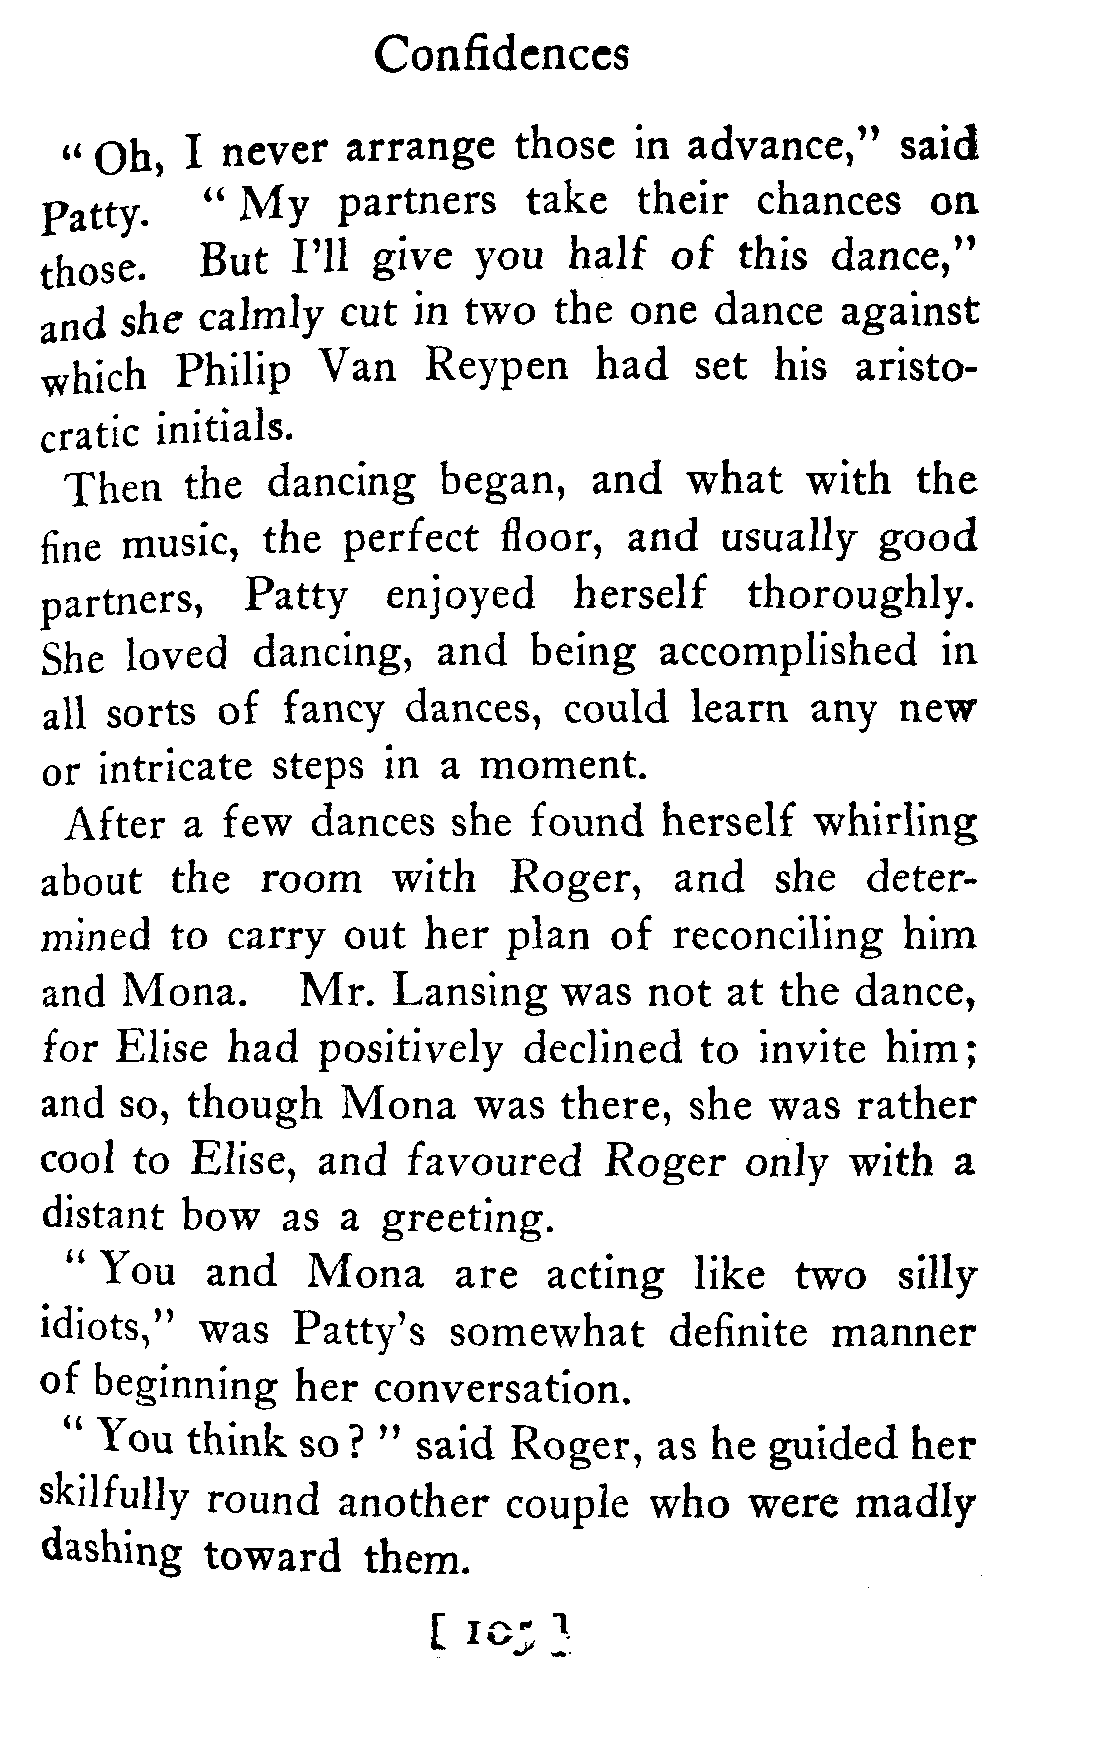 Confidences
“ Oh, I never arrange those in advance,” said
Patty. “ My partners take their chances on
those. But I’ll give you half of this dance,”
and she calmly cut in two the one dance against
which Philip Van Reypen had set his aristo-
cratic initials.
Then the dancing began, and what with the
fine music, the perfect floor, and usually good
partners, Patty enjoyed herself thoroughly.
She loved dancing, and being accomplished in
all sorts of fancy dances, could learn any new
or intricate steps in a moment.
After a few dances she found herself whirling
about the room with Roger, and she deter-
mined to carry out her plan of reconciling him
and Mona. Mr. Lansing was not at the dance,
for Elise had positively declined to invite him;
and so, though Mona was there, she was rather
cool to Elise, and favoured Roger only with a
distant bow as a greeting.
“ You and Mona are acting like two silly
idiots,” was Patty’s somewhat definite manner
of beginning her conversation.
“ You think so ? ” said Roger, as he guided her
skilfully round another couple who were madly
dashing toward them.
[ 105 ]